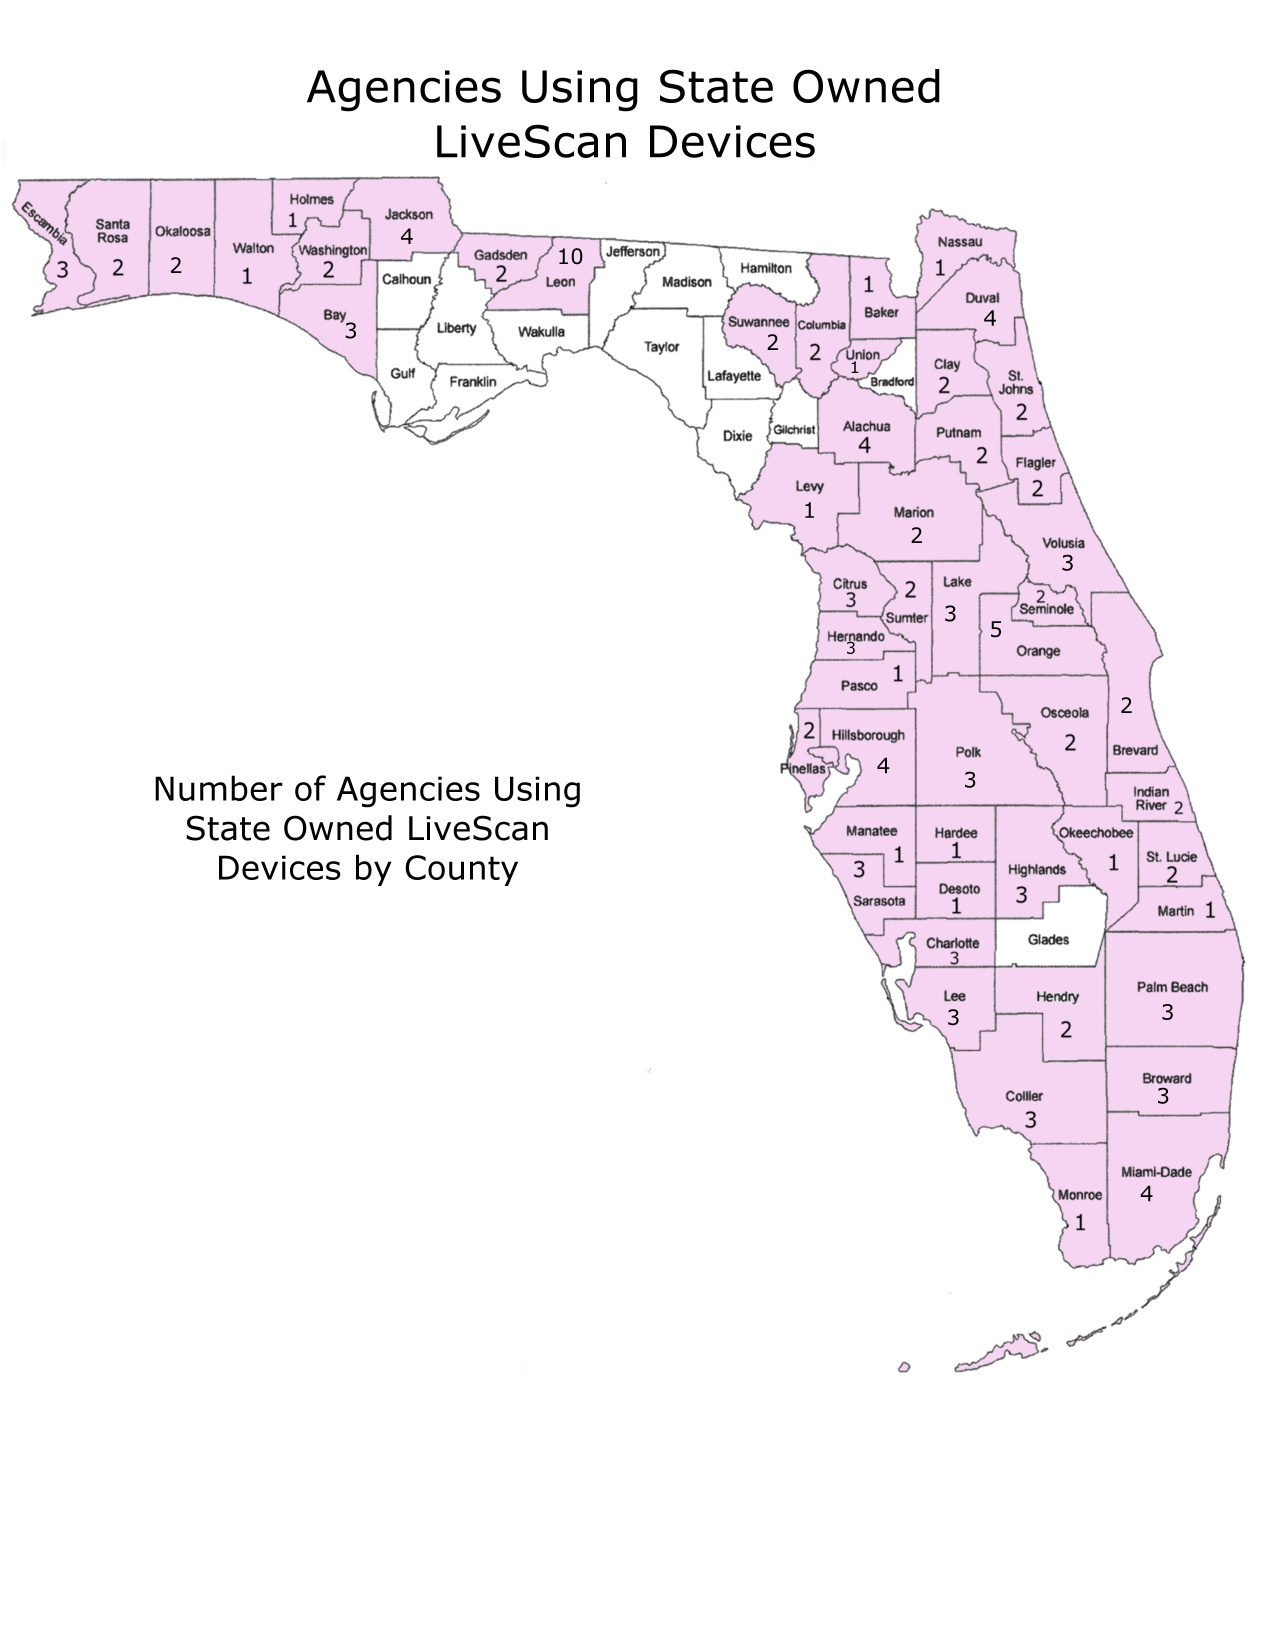 Agencies Using State Owned
LiveScan Devices
Escambia
3
Santa
Rosa
2
Okaloosa
2
Walton
1
Holmes
1
Washington
2
Jackson
4
Bay
3
Calhoun
Gulf
Liberty
Franklin
Gadsden
2
10
Leon
Wakulla
Jefferson
Madison
Taylor
Hamilton
Suwannee
2
Lafayette
Dixie
Columbia
2
1
Baker
Union
1
Bradford
Gilchrist
Nassau
1
Duval
4
Clay
2
St.
Johns
2
Alachua
4
Putnam
2
Flagler
2
Levy
1
Marion
2
Volusia
3
Citrus
3
2
Sumter
Lake
3
2
Seminole
5
Orange
Hernando
3
1
Pasco
2
Pinellas
Hillsborough
4
Polk
3
Osceola
2
2
Brevard
Number of Agencies Using
State Owned LiveScan
Devices by County
Indian
River 2
Manatee
1
Hardee
1
Highlands
3
Okeechobee
1
St. Lucie
2
3
Sarasota
Desoto
1
Martin 1
Charlotte
3
Glades
Lee
3
Hendry
2
Palm Beach
3
Collier
3
Broward
3
Monroe
1
Miami-Dade
4